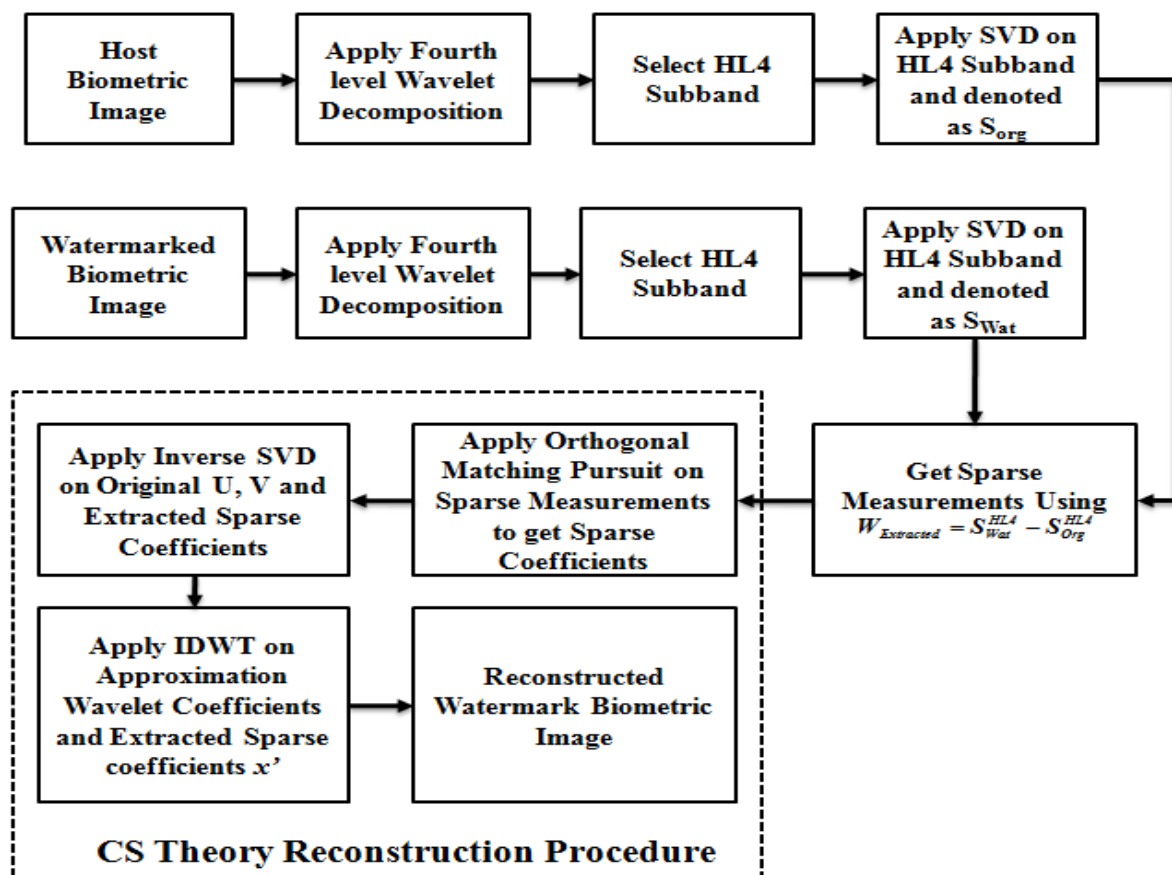 Host
Biometric
Image
Apply Fourth
level Wavelet
Decomposition
Select HL4
Subband
Apply SVD on
HL4 Subband
and denoted
as S_org
Watermarked
Biometric
Image
Apply Fourth
level Wavelet
Decomposition
Select HL4
Subband
Apply SVD on
HL4 Subband
and denoted
as S_Wat
Get Sparse
Measurements Using
W_Extracted = S_Wat^HL4 − S_Org^HL4
Apply Orthogonal
Matching Pursuit on
Sparse Measurements
to get Sparse
Coefficients
Apply Inverse SVD
on Original U, V and
Extracted Sparse
Coefficients
Apply IDWT on
Approximation
Wavelet Coefficients
and Extracted Sparse
coefficients x’
Reconstructed
Watermark Biometric
Image
CS Theory Reconstruction Procedure